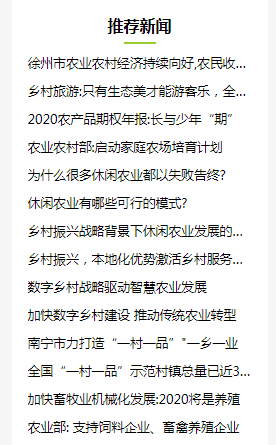 推荐新闻
徐州市农业农村经济持续向好,农民收...
乡村旅游:只有生态美才能游客乐，全...
2020农产品期权年报:长与少年“期”
农业农村部:启动家庭农场培育计划
为什么很多休闲农业都以失败告终?
休闲农业有哪些可行的模式?
乡村振兴战略背景下休闲农业发展的...
乡村振兴，本地化优势激活乡村服务...
数字乡村战略驱动智慧农业发展
加快数字乡村建设 推动传统农业转型
南宁市力打造“一村一品”"一乡一业
全国“一村一品”示范村镇总量已近3...
加快畜牧业机械化发展:2020将是养殖
农业部: 支持饲料企业、畜禽养殖企业